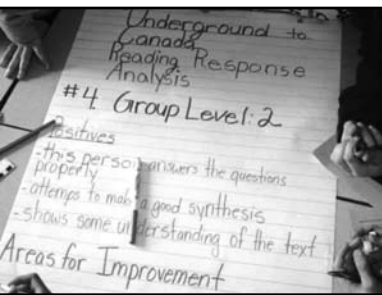 Underground to
Canada
Reading Response
Analysis
#4 Group Level: 2
Positives
-this person answers the questions
properly
-attemps to mak a good synthesis
-shows some understanding of the text
Areas for Improvement